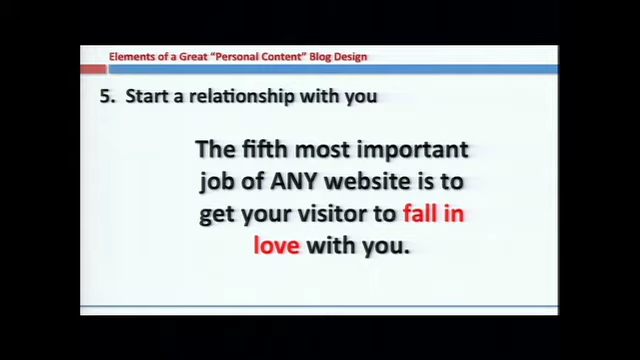 Elements of a Great "Personal Content" Blog Design
5. Start a relationship with you
The fifth most important
job of ANY website is to
get your visitor to fall in
love with you.